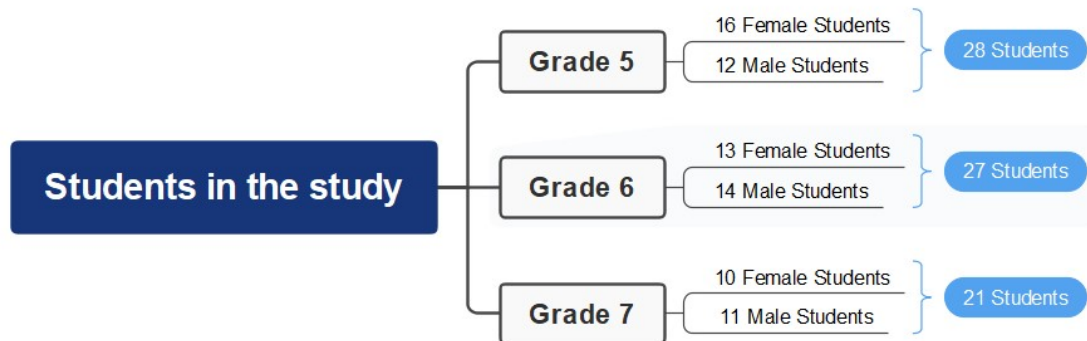 Students in the study
Grade 5
16 Female Students
12 Male Students
28 Students
Grade 6
13 Female Students
14 Male Students
27 Students
Grade 7
10 Female Students
11 Male Students
21 Students